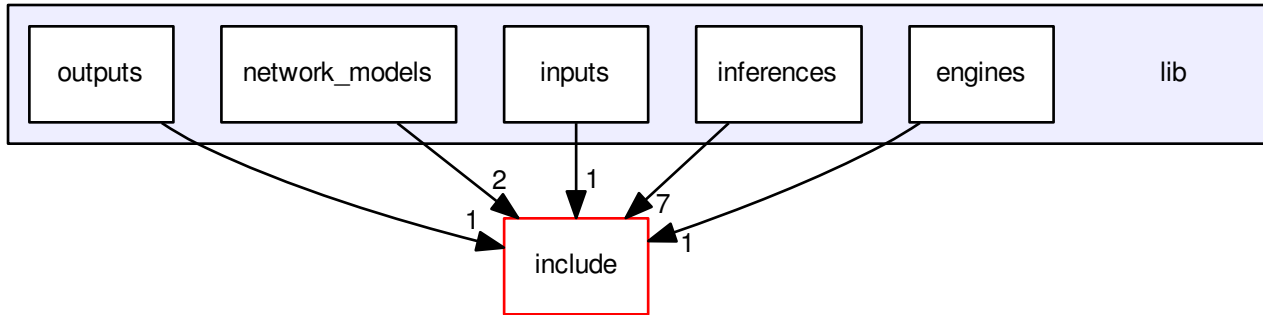 outputs
network_models
inputs
inferences
engines
lib
2
1
7
1
1
include